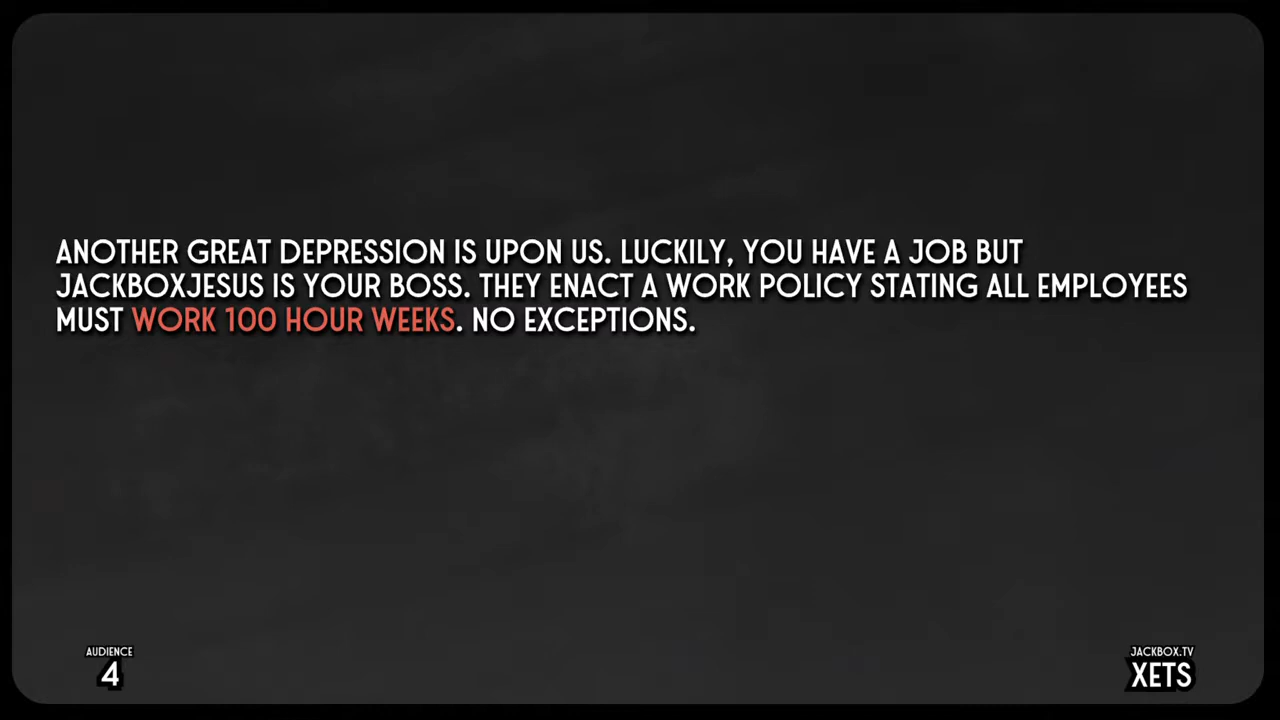 ANOTHER GREAT DEPRESSION IS UPON US. LUCKILY, YOU HAVE A JOB BUT
JACKBOXJESUS IS YOUR BOSS. THEY ENACT A WORK POLICY STATING ALL EMPLOYEES
MUST WORK 100 HOUR WEEKS. NO EXCEPTIONS.
AUDIENCE
4
JACKBOX.TV
XETS